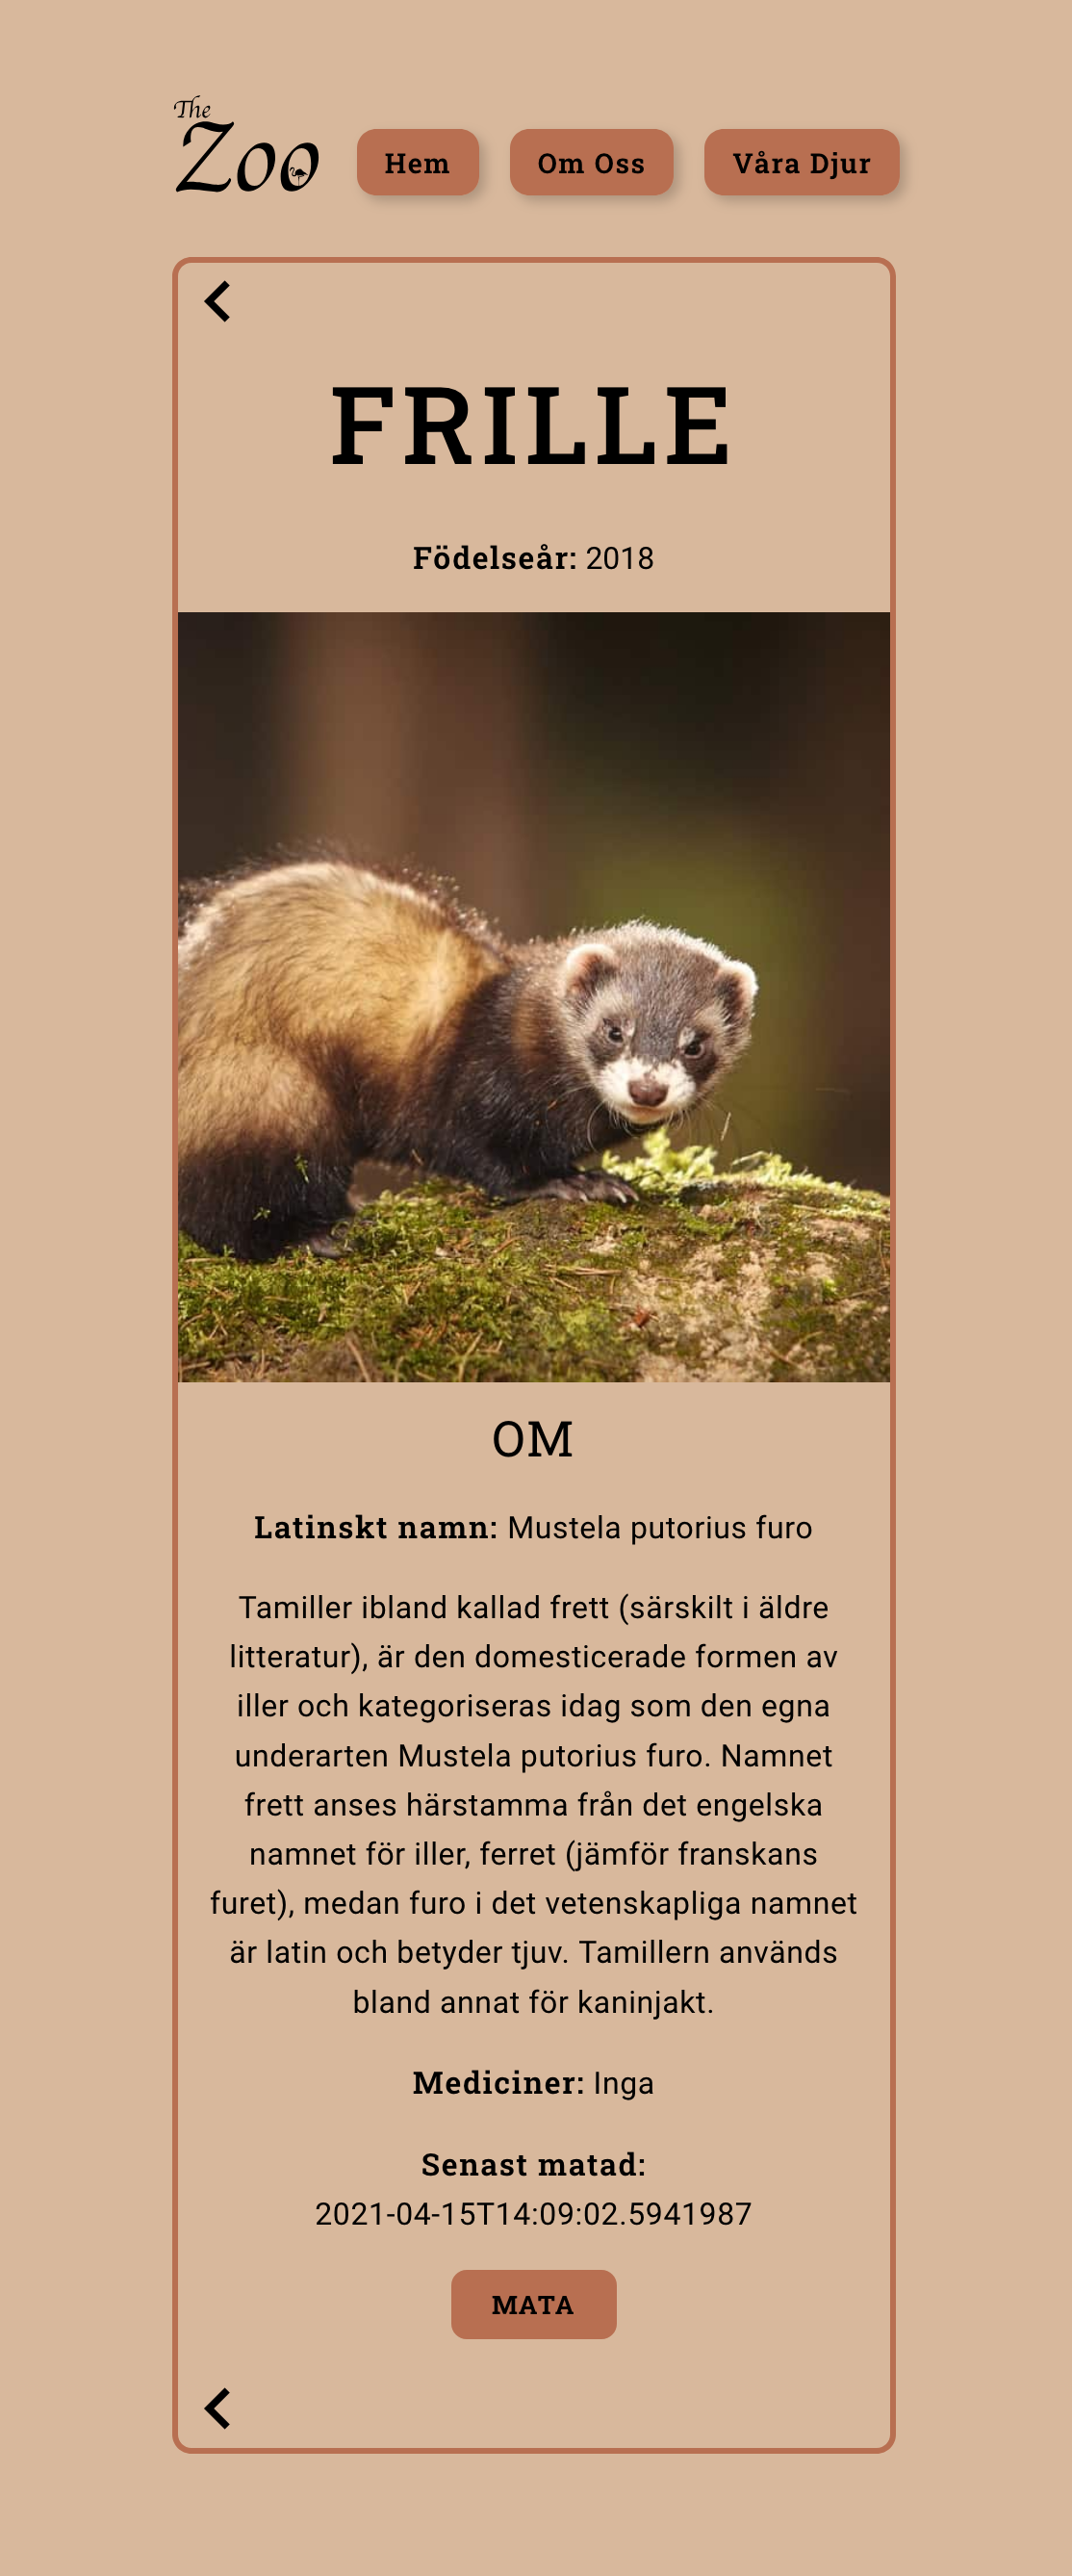 The
Zoo
Hem
Om Oss
Våra Djur
FRILLE
Födelseår: 2018
OM
Latinskt namn: Mustela putorius furo
Tamiller ibland kallad frett (särskilt i äldre
litteratur), är den domesticerade formen av
iller och kategoriseras idag som den egna
underarten Mustela putorius furo. Namnet
frett anses härstamma från det engelska
namnet för iller, ferret (jämför franskans
furet), medan furo i det vetenskapliga namnet
är latin och betyder tjuv. Tamillern används
bland annat för kaninjakt.
Mediciner: Inga
Senast matad:
2021-04-15T14:09:02.5941987
MATA